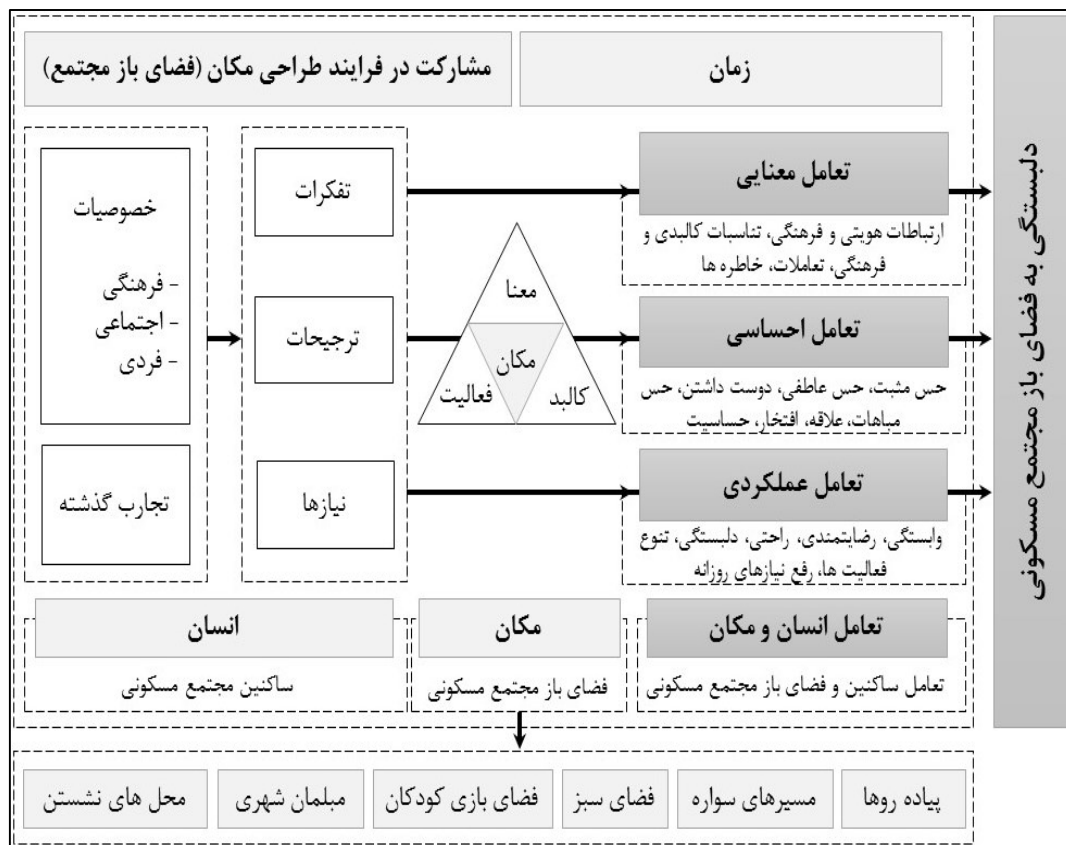 زمان
مشارکت در فرایند طراحی مکان (فضای باز مجتمع)
دلبستگی به فضای باز مجتمع مسکونی
خصوصیات
- فرهنگی
- اجتماعی
- فردی
تجارب گذشته
تفکرات
ترجیحات
نیازها
معنا
مکان
فعالیت
کالبد
تعامل معنایی
ارتباطات هویتی و فرهنگی، تناسبات کالبدی و
فرهنگی، تعاملات، خاطره ها
تعامل احساسی
حس مثبت، حس عاطفی، دوست داشتن، حس
مباهات، علاقه، افتخار، حساسیت
تعامل عملکردی
وابستگی، رضایتمندی، راحتی، دلبستگی، تنوع
فعالیت ها، رفع نیازهای روزانه
انسان
ساکنین مجتمع مسکونی
مکان
فضای باز مجتمع مسکونی
تعامل انسان و مکان
تعامل ساکنین و فضای باز مجتمع مسکونی
پیاده روها
مسیرهای سواره
فضای سبز
فضای بازی کودکان
مبلمان شهری
محل های نشستن